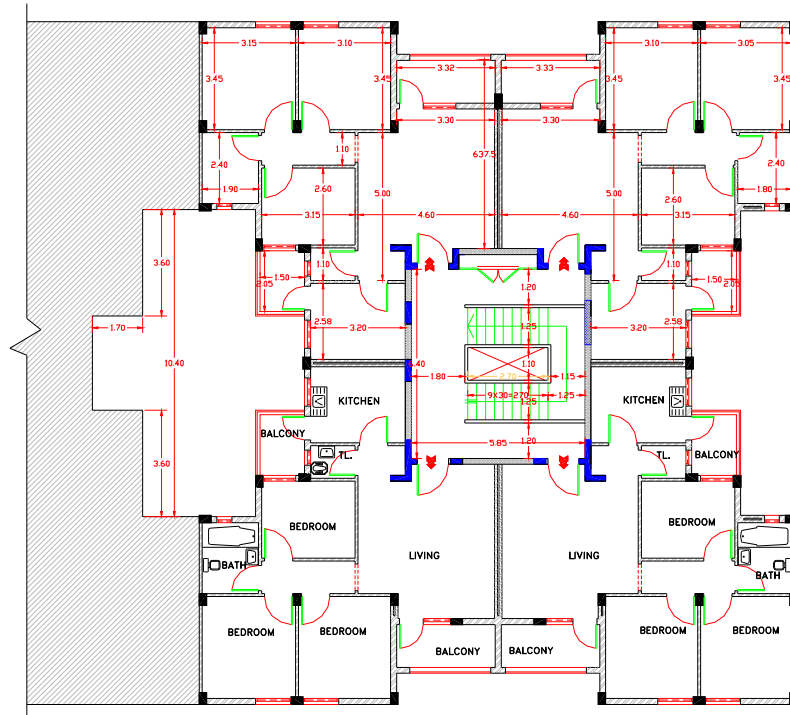 3.15 3.10 3.10 3.05
3.45 3.45 3.45 3.45
3.32 3.33
3.30 3.30
637.5
1.10
2.40 2.40
5.00 5.00
1.90 1.80
2.60 2.60
3.15 4.60 4.60 3.15
3.60
1.10 1.10
1.50 1.50
2.05 2.05
1.20
2.58 2.58
1.25
1.70
3.20 3.20
10.40
1.10
1.80 2.70 1.15
9X30=270 1.25
1.25
KITCHEN KITCHEN
3.60
BALCONY BALCONY
5.85 1.20
TL. TL.
BEDROOM BEDROOM
LIVING LIVING
BATH BATH
BEDROOM BEDROOM BEDROOM BEDROOM
BALCONY BALCONY